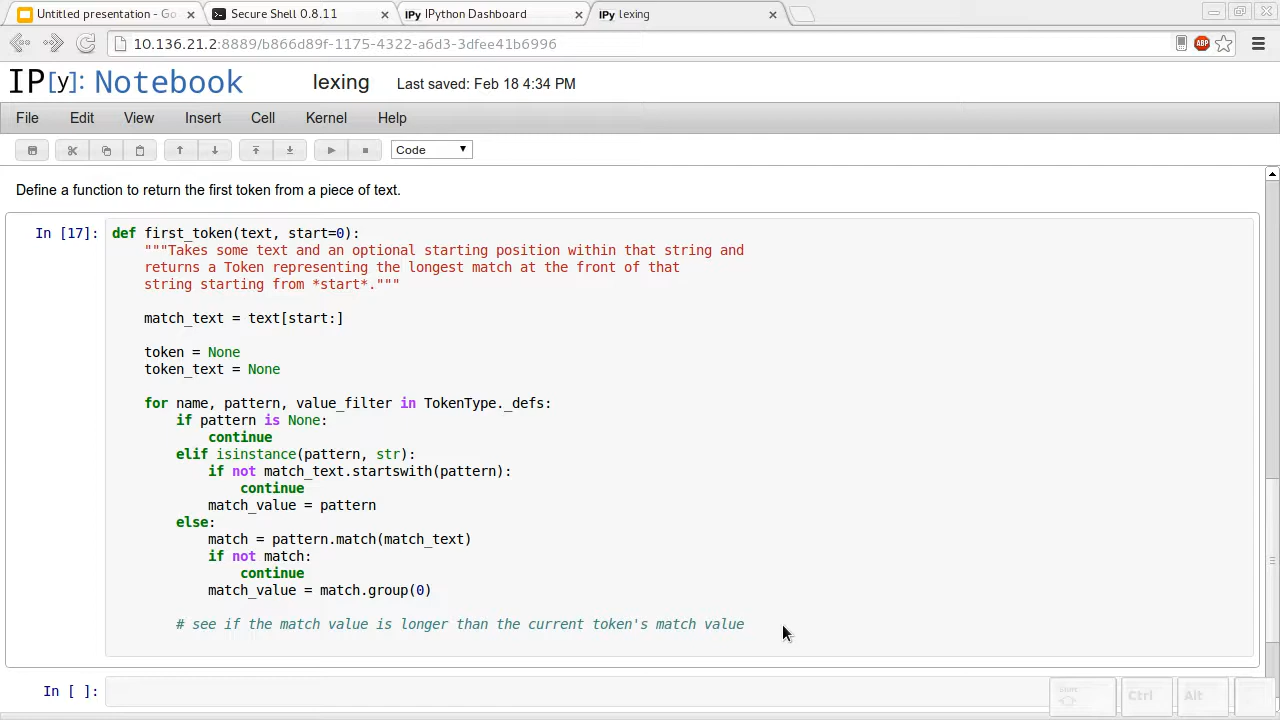 Untitled presentation - Go
Secure Shell 0.8.11
IPy IPython Dashboard
IPy lexing
10.136.21.2:8889/b866d89f-1175-4322-a6d3-3dfee41b6996
ABP
IP[y]: Notebook lexing Last saved: Feb 18 4:34 PM
File Edit View Insert Cell Kernel Help
Code
Define a function to return the first token from a piece of text.
In [17]:
def first_token(text, start=0):
    """Takes some text and an optional starting position within that string and
    returns a Token representing the longest match at the front of that
    string starting from *start*."""
    match_text = text[start:]
    token = None
    token_text = None
    for name, pattern, value_filter in TokenType._defs:
        if pattern is None:
            continue
        elif isinstance(pattern, str):
            if not match_text.startswith(pattern):
                continue
            match_value = pattern
        else:
            match = pattern.match(match_text)
            if not match:
                continue
            match_value = match.group(0)
        # see if the match value is longer than the current token's match value
In [ ]:
Ctrl Alt